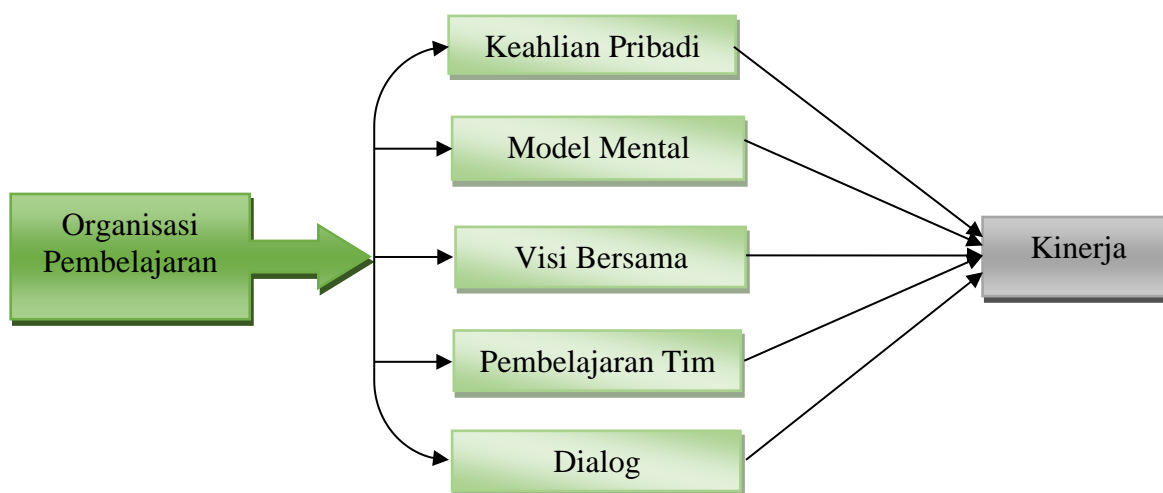 Organisasi
Pembelajaran
Keahlian Pribadi
Model Mental
Visi Bersama
Pembelajaran Tim
Dialog
Kinerja